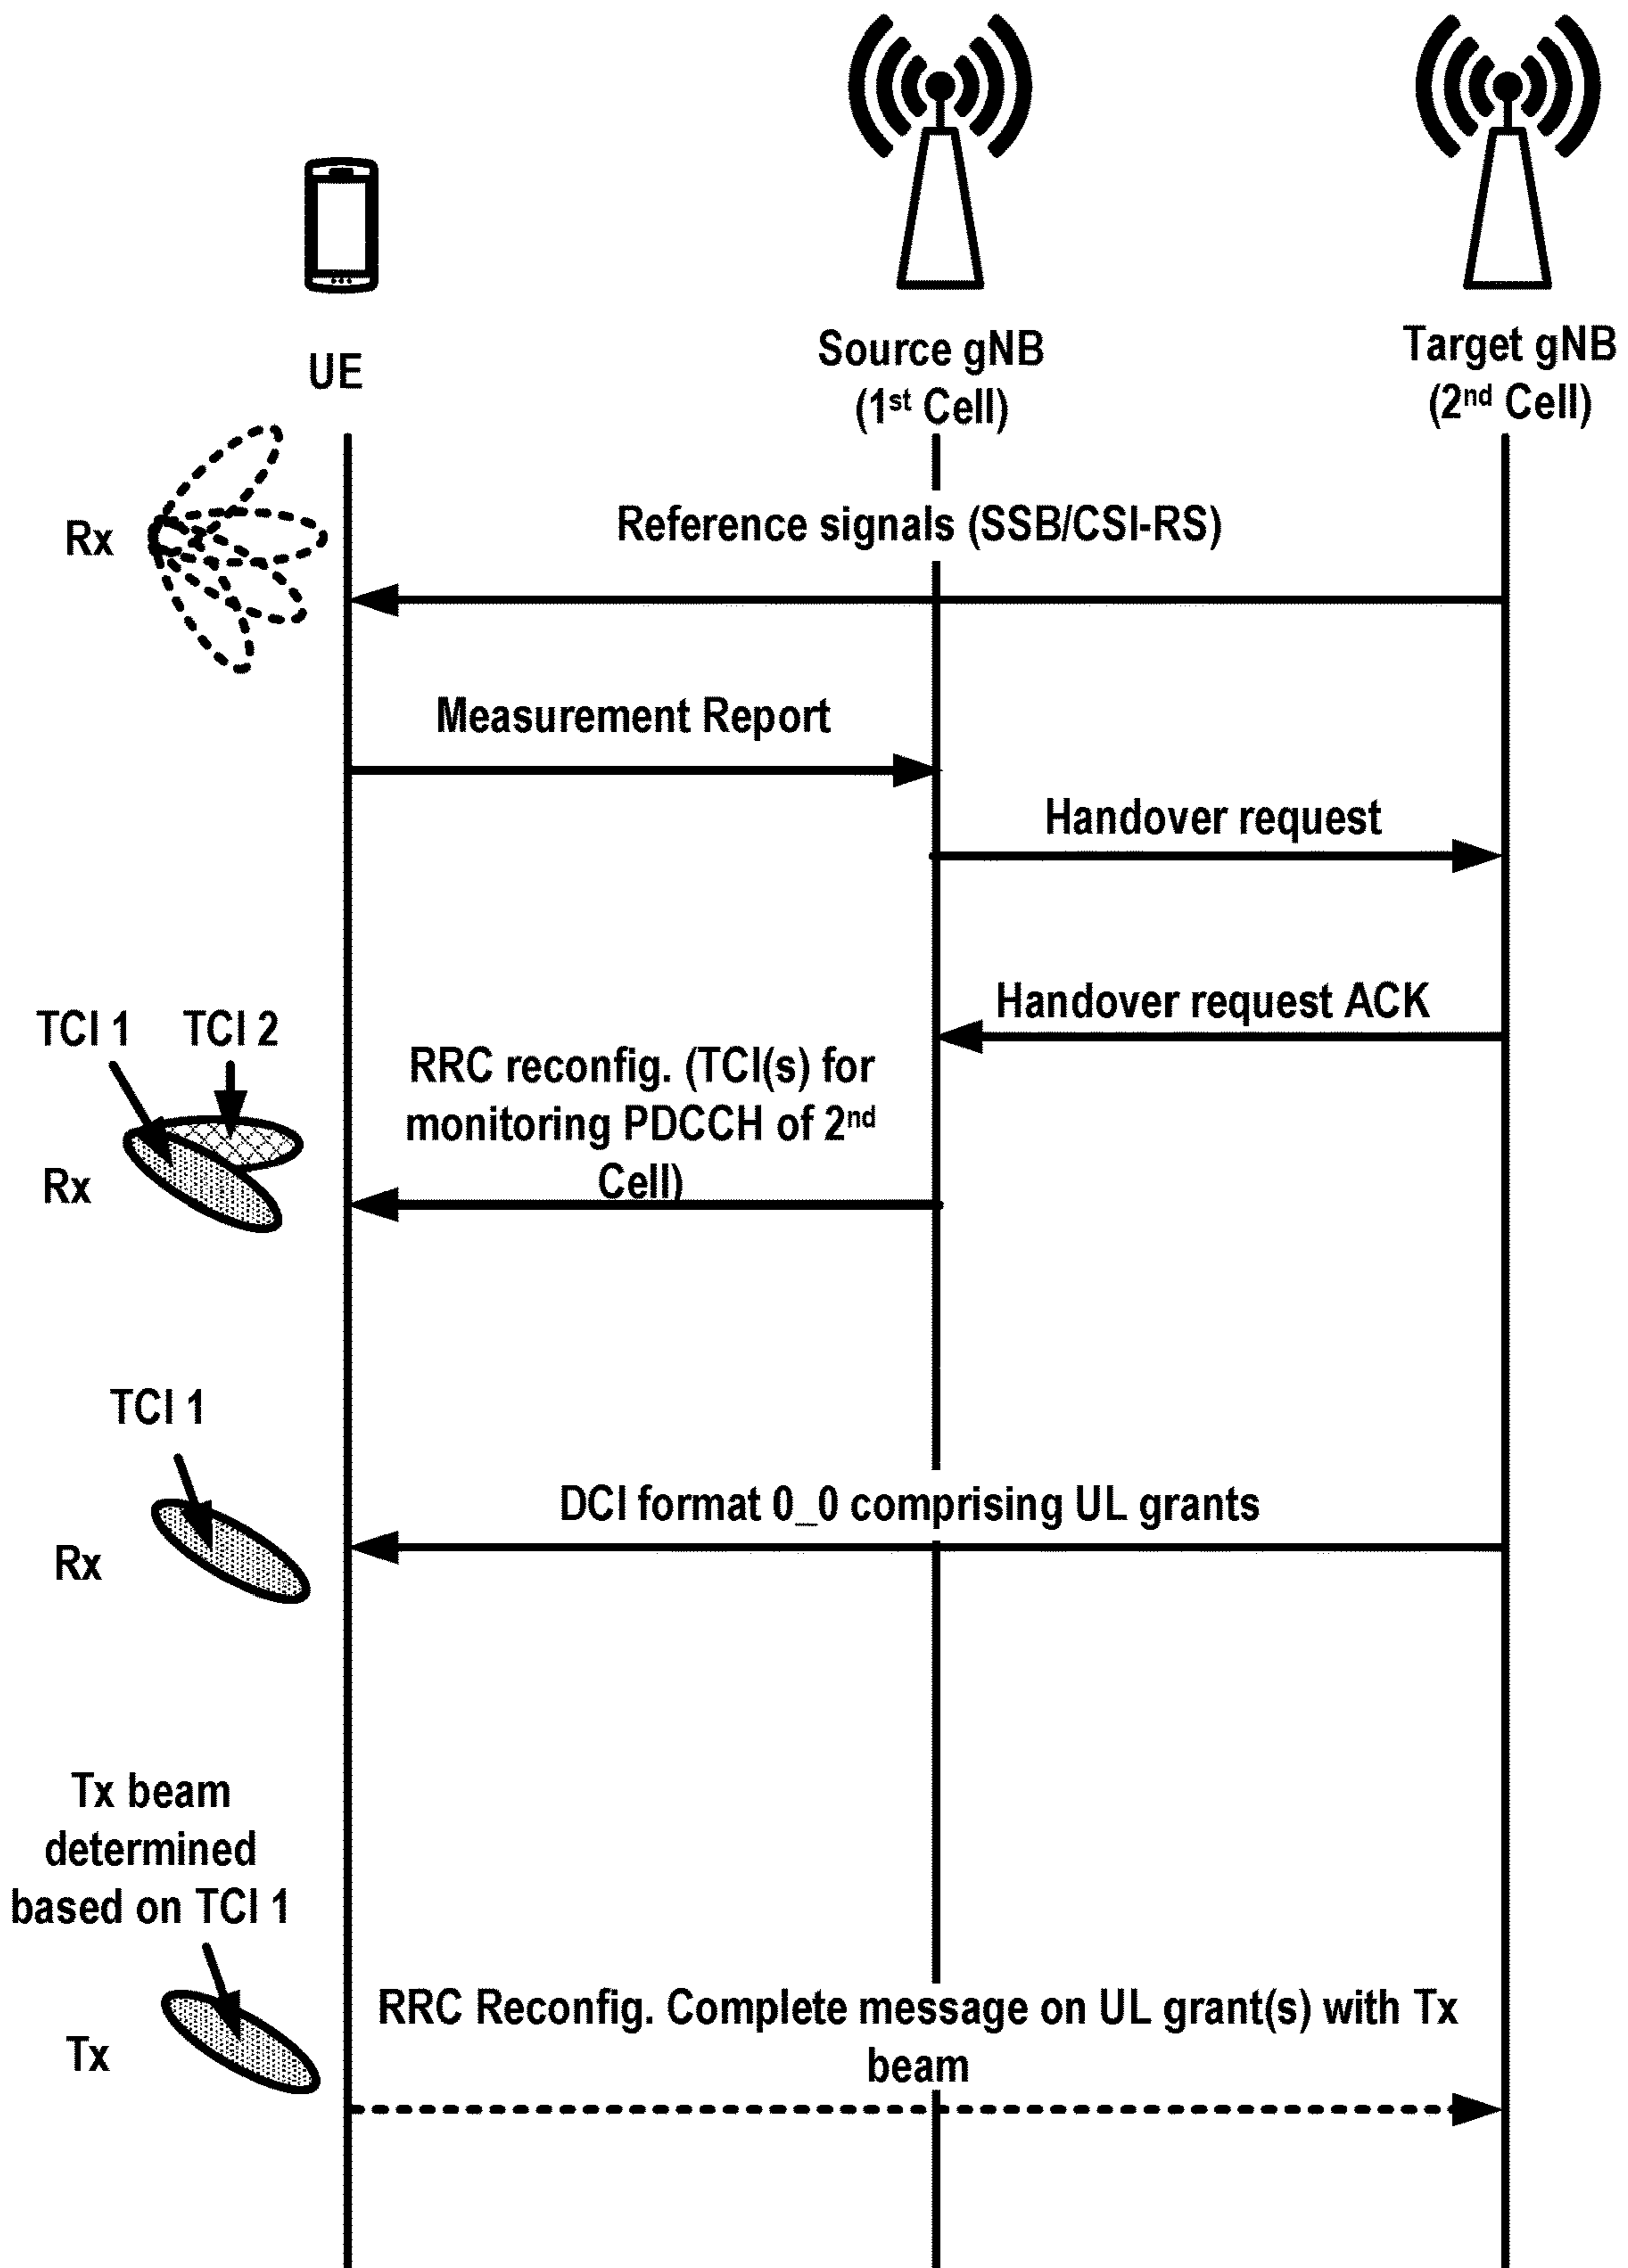 UE
Source gNB
(1st Cell)
Target gNB
(2nd Cell)
Rx
Reference signals (SSB/CSI-RS)
Measurement Report
Handover request
Handover request ACK
TCI 1
TCI 2
Rx
RRC reconfig. (TCI(s) for
monitoring PDCCH of 2nd
Cell)
TCI 1
Rx
DCI format 0_0 comprising UL grants
Tx beam
determined
based on TCI 1
Tx
RRC Reconfig. Complete message on UL grant(s) with Tx
beam